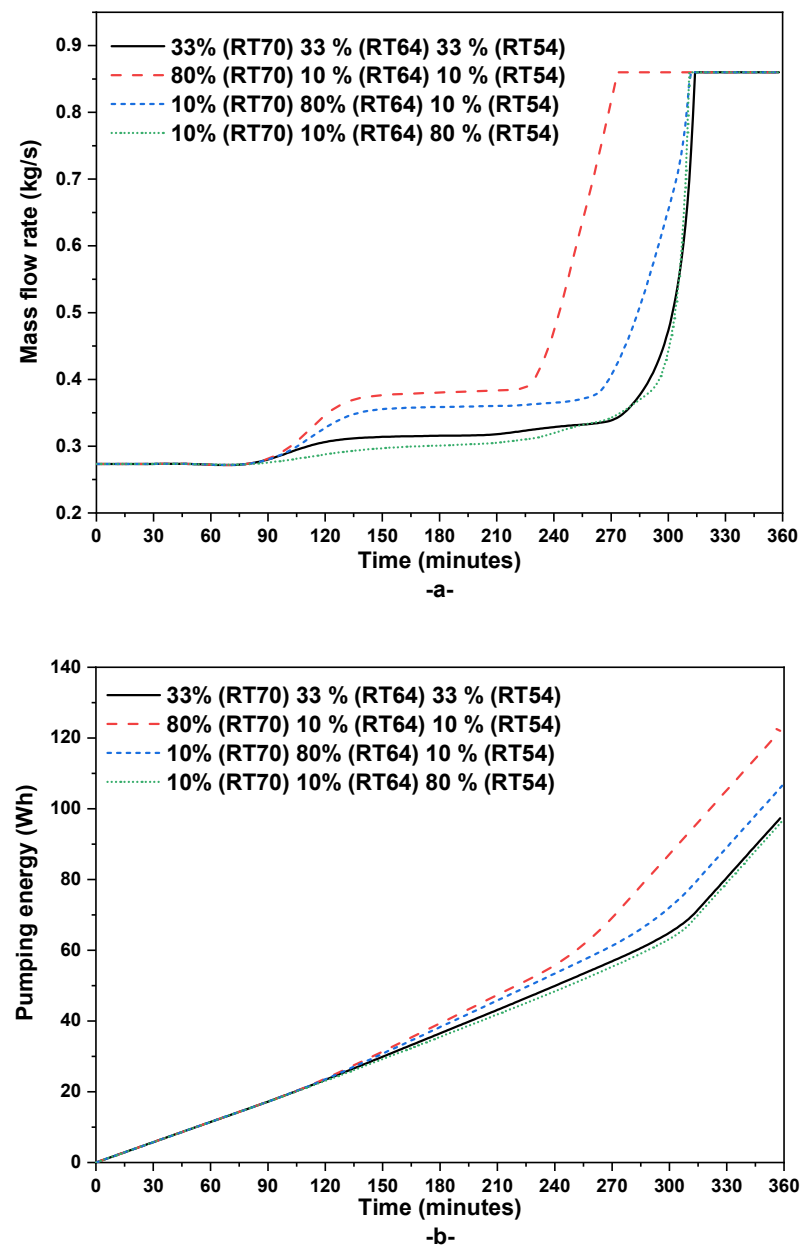 33% (RT70) 33 % (RT64) 33 % (RT54)
80% (RT70) 10 % (RT64) 10 % (RT54)
10% (RT70) 80% (RT64) 10 % (RT54)
10% (RT70) 10% (RT64) 80 % (RT54)
Mass flow rate (kg/s)
0.9
0.8
0.7
0.6
0.5
0.4
0.3
0.2
0 30 60 90 120 150 180 210 240 270 300 330 360
Time (minutes)
-a-
33% (RT70) 33 % (RT64) 33 % (RT54)
80% (RT70) 10 % (RT64) 10 % (RT54)
10% (RT70) 80% (RT64) 10 % (RT54)
10% (RT70) 10% (RT64) 80 % (RT54)
Pumping energy (Wh)
140
120
100
80
60
40
20
0
0 30 60 90 120 150 180 210 240 270 300 330 360
Time (minutes)
-b-